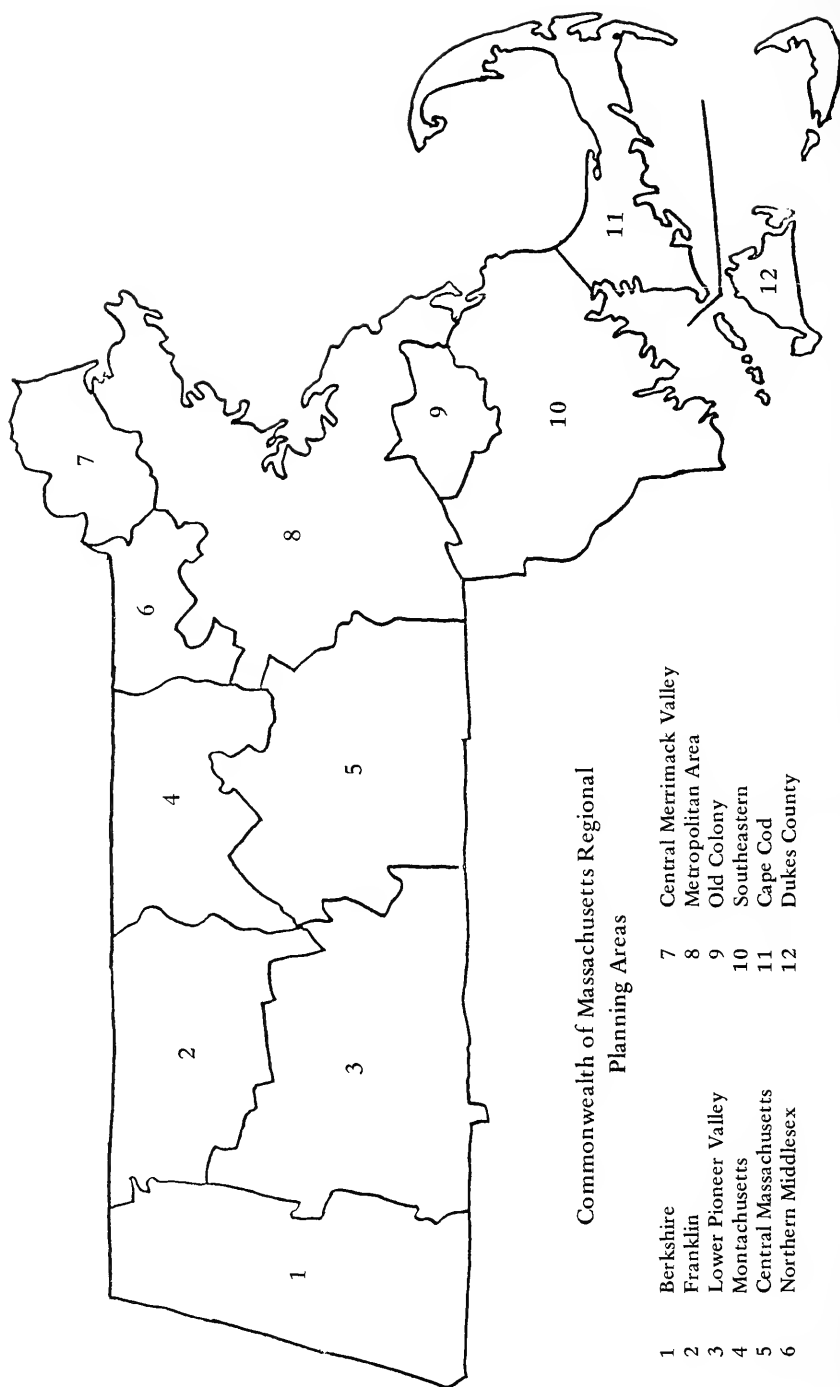 7
6
4
2
8
9
5
3
1
10
11
12
Commonwealth of Massachusetts Regional
Planning Areas
1 Berkshire
2 Franklin
3 Lower Pioneer Valley
4 Montachusetts
5 Central Massachusetts
6 Northern Middlesex
7 Central Merrimack Valley
8 Metropolitan Area
9 Old Colony
10 Southeastern
11 Cape Cod
12 Dukes County